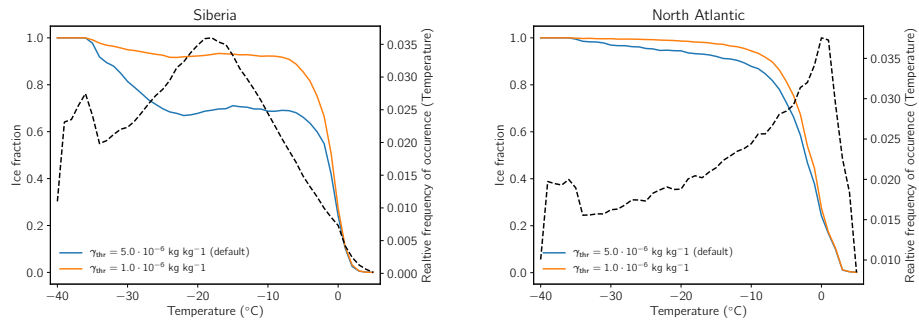 Siberia
1.0
0.8
0.6
0.4
0.2
0.0
Ice fraction
0.035
0.030
0.025
0.020
0.015
0.010
0.005
0.000
Realtive frequency of occurence (Temperature)
γthr = 5.0 · 10⁻⁶ kg kg⁻¹ (default)
γthr = 1.0 · 10⁻⁶ kg kg⁻¹
−40 −30 −20 −10 0
Temperature (°C)
North Atlantic
1.0
0.8
0.6
0.4
0.2
0.0
Ice fraction
0.035
0.030
0.025
0.020
0.015
0.010
Realtive frequency of occurence (Temperature)
γthr = 5.0 · 10⁻⁶ kg kg⁻¹ (default)
γthr = 1.0 · 10⁻⁶ kg kg⁻¹
−40 −30 −20 −10 0
Temperature (°C)